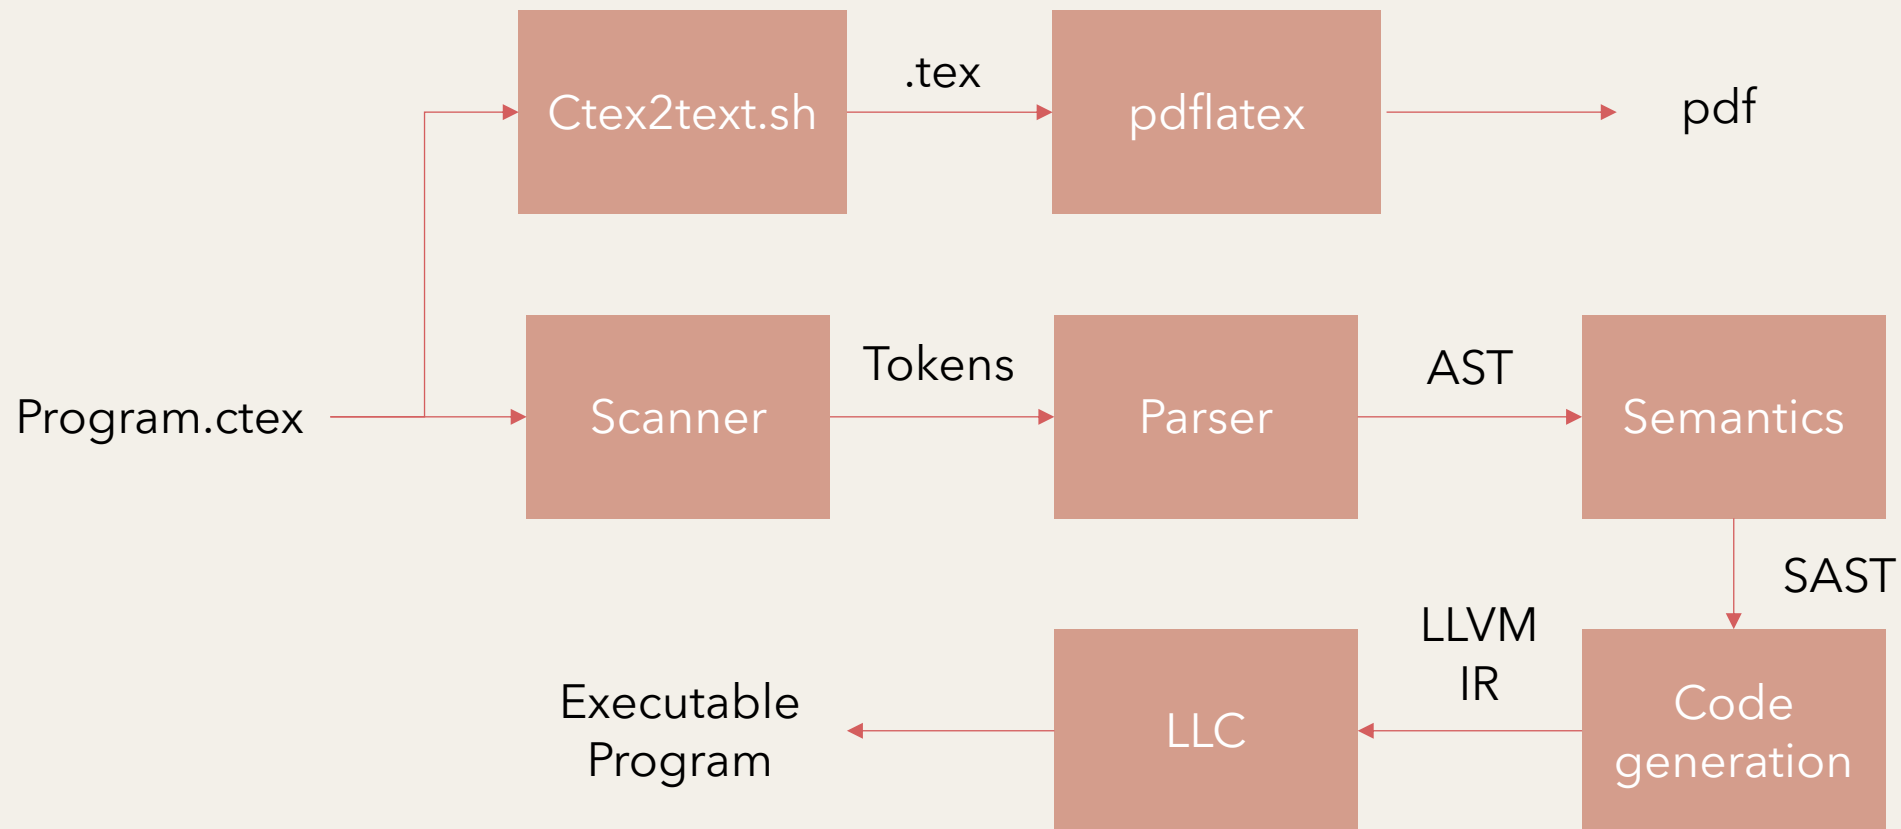 Ctex2text.sh
.tex
pdflatex
pdf
Program.ctex
Scanner
Tokens
Parser
AST
Semantics
SAST
Executable
Program
LLC
LLVM
IR
Code
generation